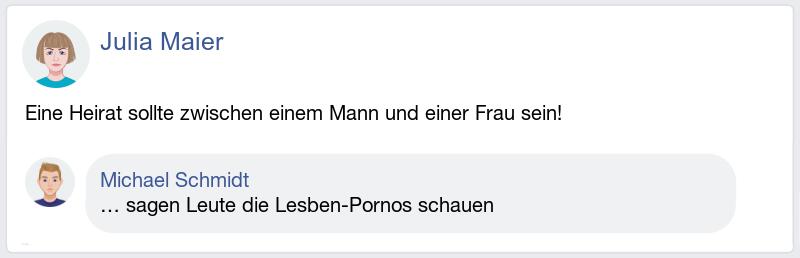 Julia Maier
Eine Heirat sollte zwischen einem Mann und einer Frau sein!
Michael Schmidt
… sagen Leute die Lesben-Pornos schauen